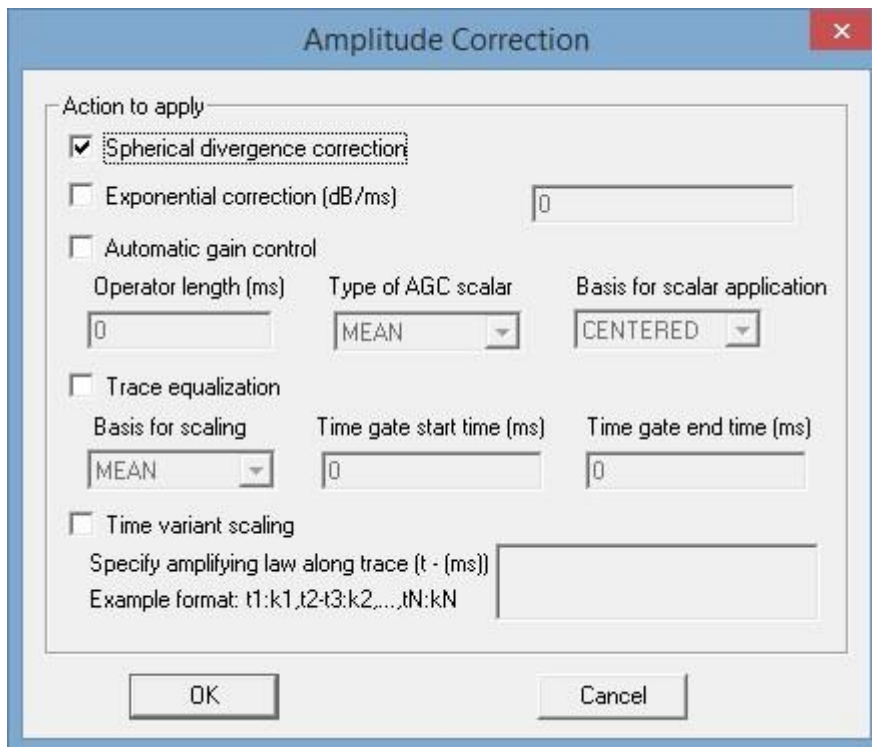 Amplitude Correction
Action to apply
Spherical divergence correction
Exponential correction (dB/ms) 0
Automatic gain control
Operator length (ms) Type of AGC scalar Basis for scalar application
0 MEAN CENTERED
Trace equalization
Basis for scaling Time gate start time (ms) Time gate end time (ms)
MEAN 0 0
Time variant scaling
Specify amplifying law along trace (t - (ms))
Example format: t1:k1,t2-t3:k2,...,tN:kN
OK Cancel